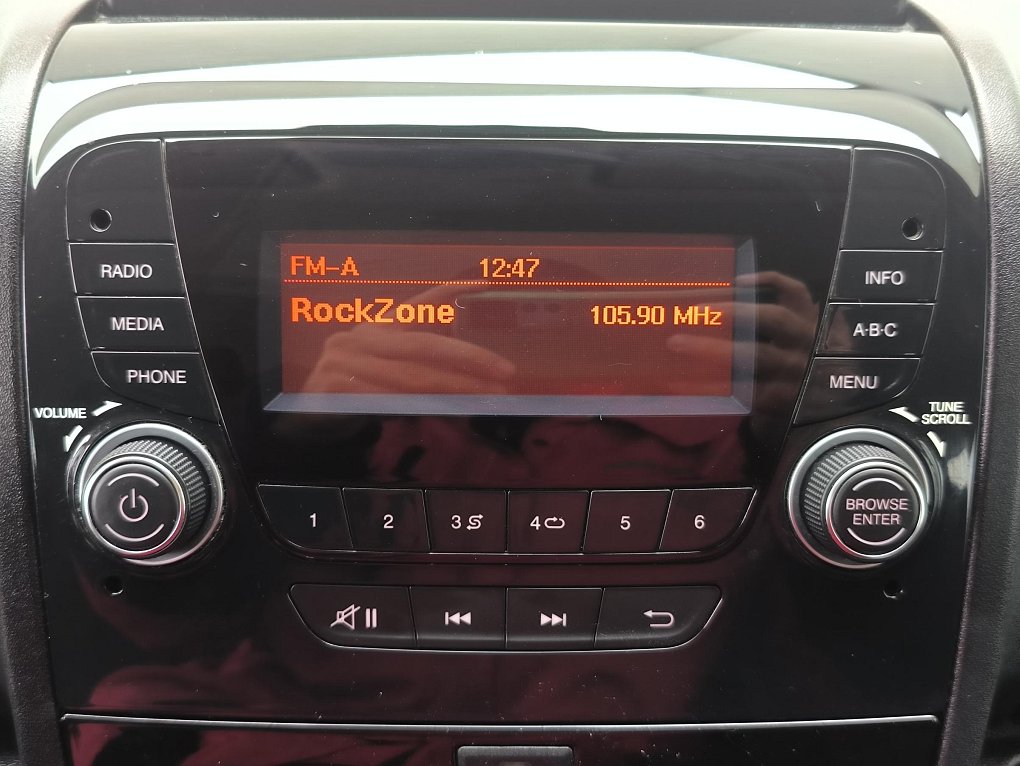 FM-A 12:47
RockZone 105.90 MHz
RADIO
MEDIA
PHONE
VOLUME
INFO
A·B·C
MENU
TUNE
SCROLL
BROWSE
ENTER
1 2 3 4 5 6